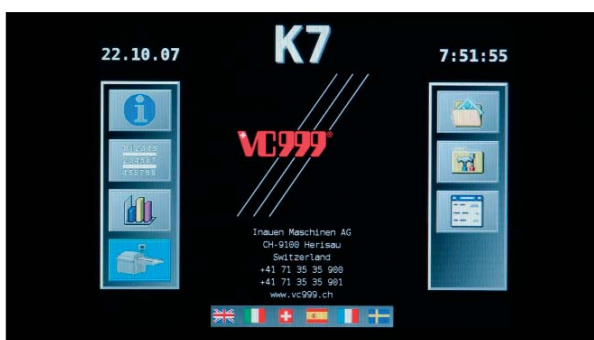 22.10.07
K7
7:51:55
VC999®
Inauen Maschinen AG
CH-9100 Herisau
Switzerland
+41 71 35 35 900
+41 71 35 35 901
www.vc999.ch